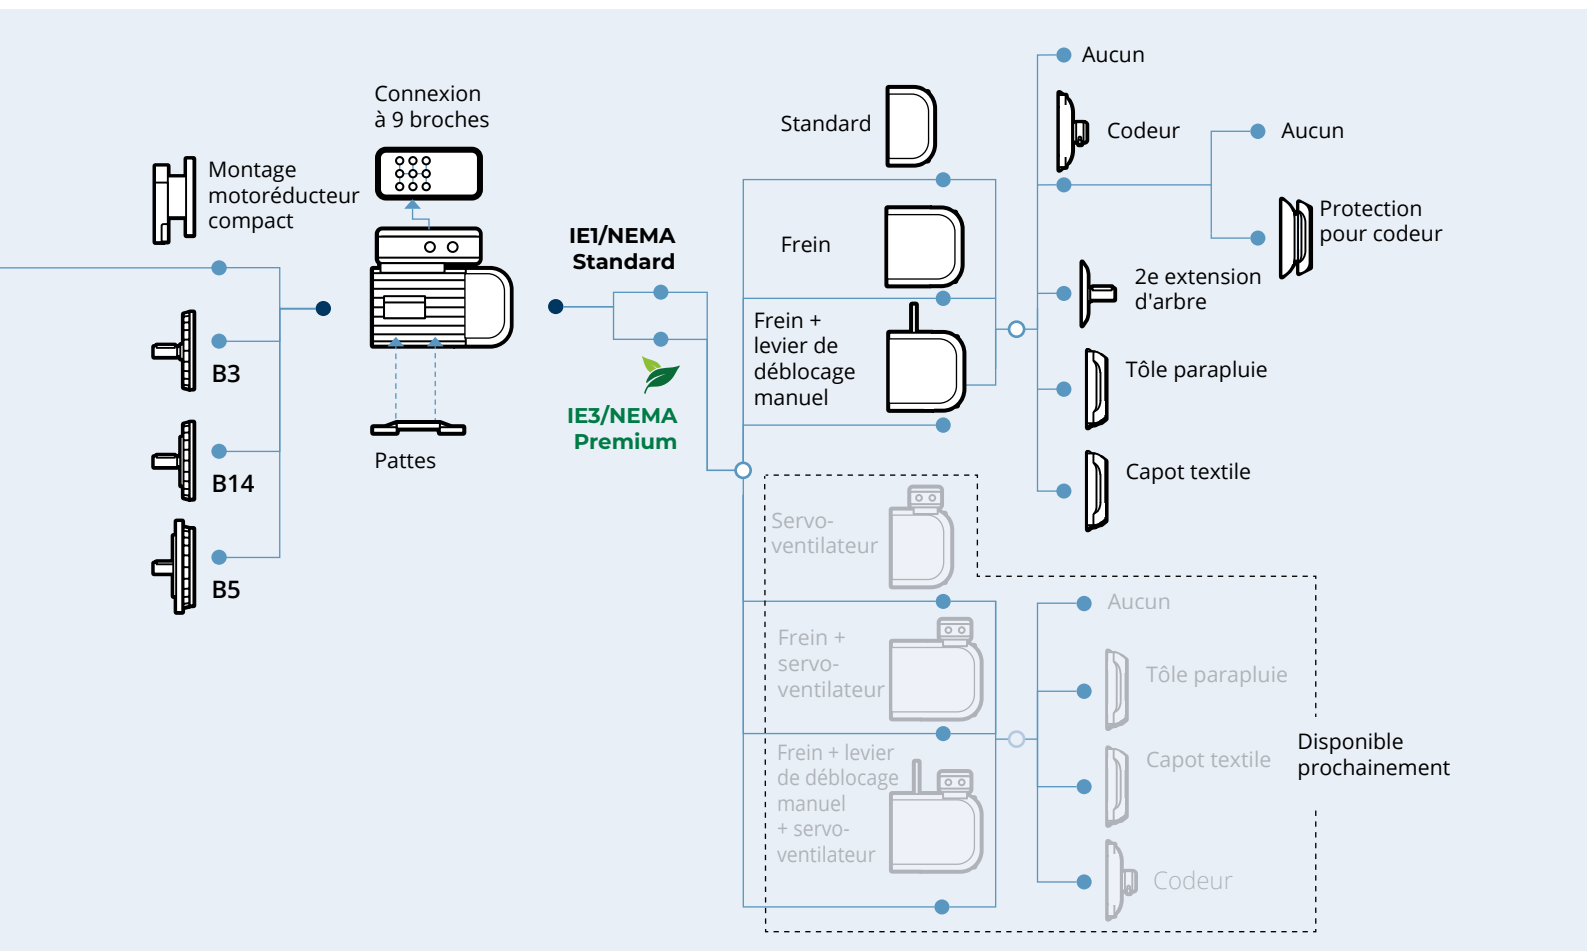 Connexion
à 9 broches
Montage
motoréducteur
compact
B3
B14
B5
Pattes
IE1/NEMA
Standard
IE3/NEMA
Premium
Standard
Frein
Frein +
levier de
déblocage
manuel
Aucun
Codeur
Aucun
Protection
pour codeur
2e extension
d'arbre
Tôle parapluie
Capot textile
Servo-
ventilateur
Frein +
servo-
ventilateur
Frein + levier
de déblocage
manuel
+ servo-
ventilateur
Aucun
Tôle parapluie
Capot textile
Codeur
Disponible
prochainement